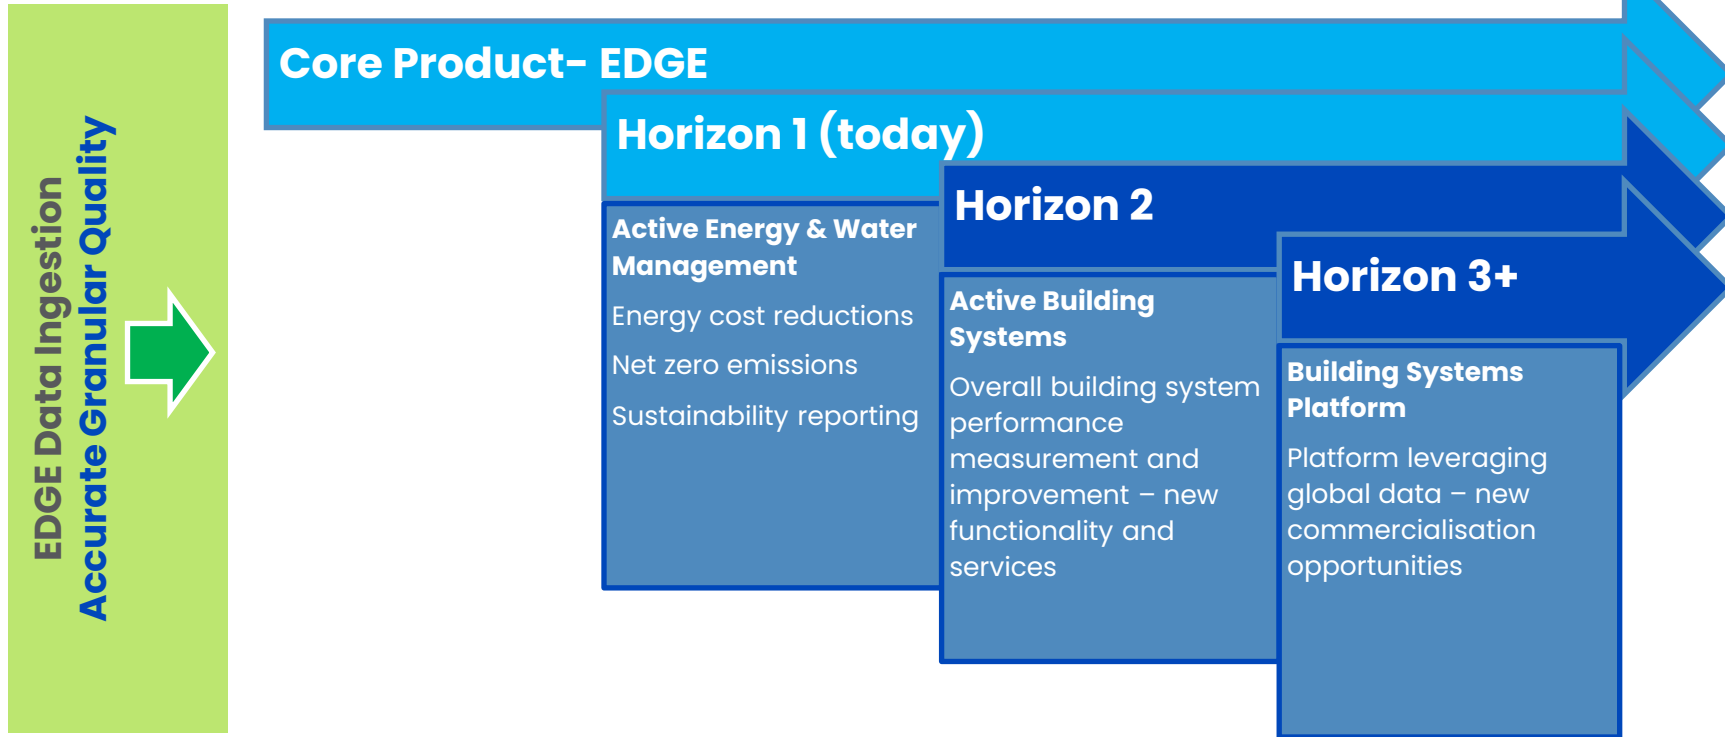 EDGE Data Ingestion
Accurate Granular Quality
Core Product- EDGE
Horizon 1 (today)
Active Energy & Water
Management
Energy cost reductions
Net zero emissions
Sustainability reporting
Horizon 2
Active Building
Systems
Overall building system
performance
measurement and
improvement – new
functionality and
services
Horizon 3+
Building Systems
Platform
Platform leveraging
global data – new
commercialisation
opportunities